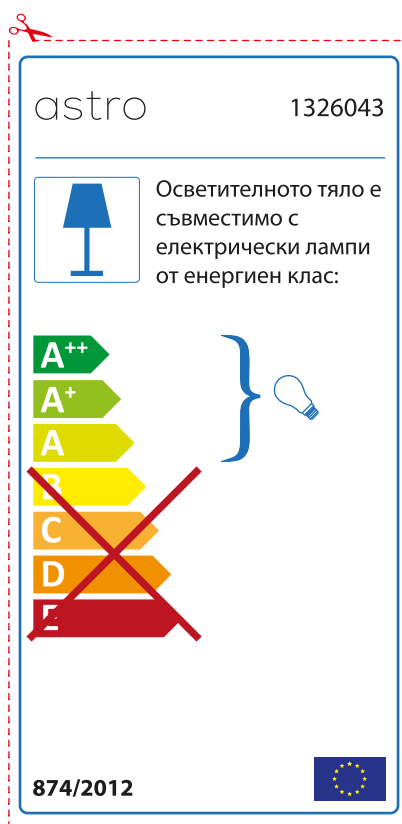 astro
1326043
Осветителното тяло е
съвместимо с
електрически лампи
от енергиен клас:
A++
A+
A
B
C
D
E
874/2012